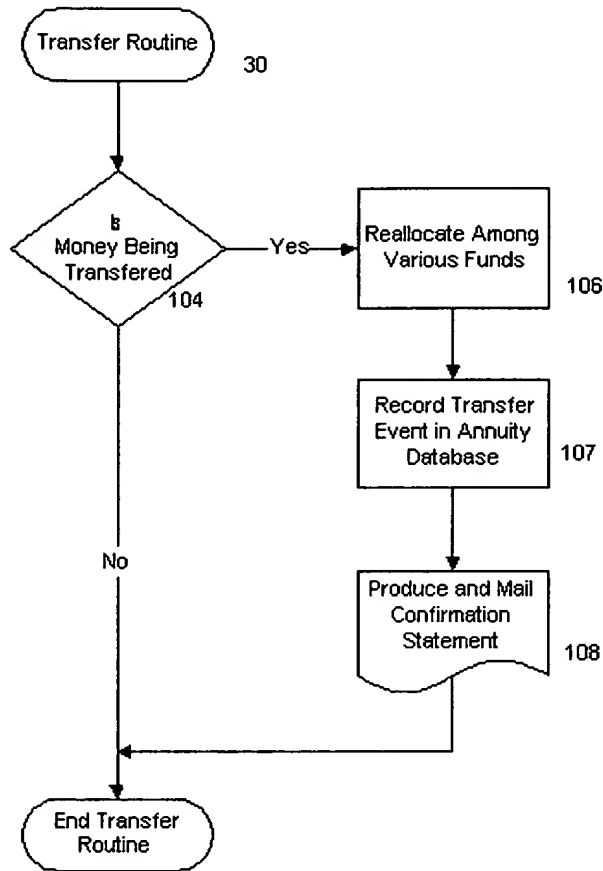 Transfer Routine
30
Is
Money Being
Transfered
104
Yes
Reallocate Among
Various Funds
106
Record Transfer
Event in Annuity
Database
107
No
Produce and Mail
Confirmation
Statement
108
End Transfer
Routine